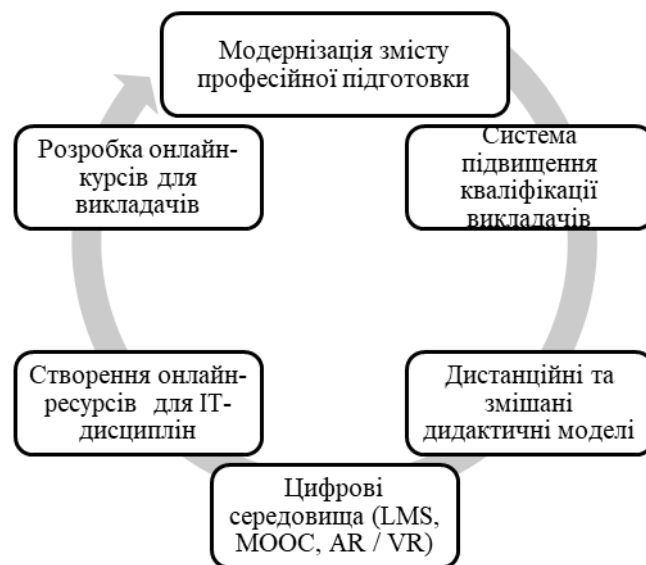 Модернізація змісту
професійної підготовки
Система
підвищення
кваліфікації
викладачів
Дистанційні та
змішані
дидактичні моделі
Цифрові
середовища (LMS,
MOOC, AR / VR)
Створення онлайн-
ресурсів для ІТ-
дисциплін
Розробка онлайн-
курсів для
викладачів